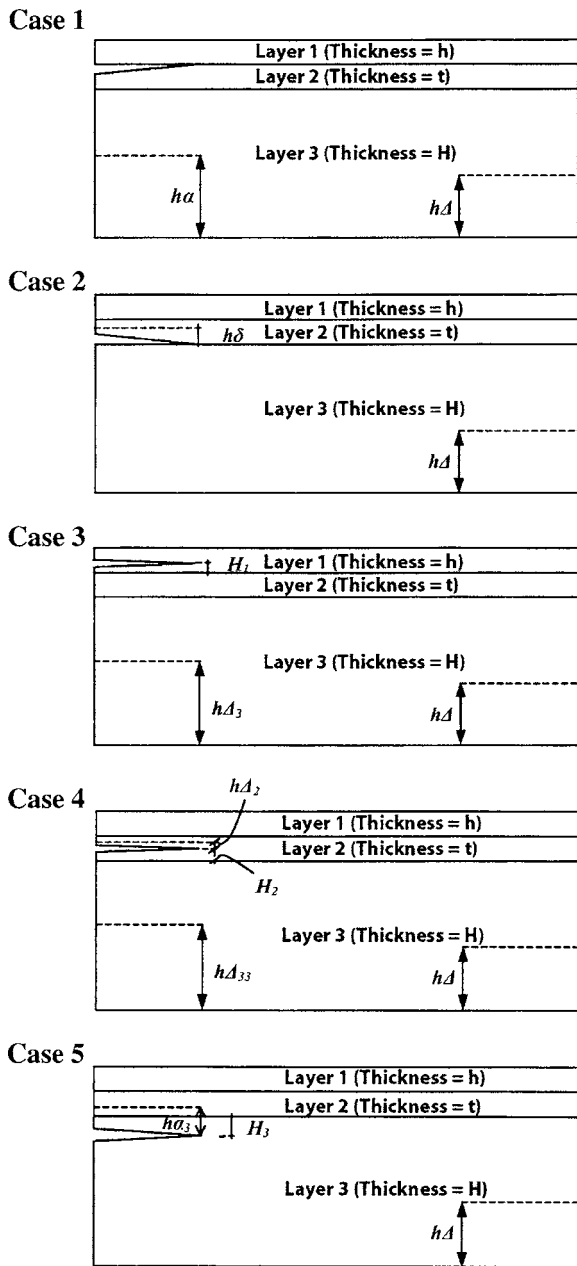 Case 1
Layer 1 (Thickness = h)
Layer 2 (Thickness = t)
Layer 3 (Thickness = H)
hα
hΔ
Case 2
Layer 1 (Thickness = h)
Layer 2 (Thickness = t)
hδ
Layer 3 (Thickness = H)
hΔ
Case 3
Layer 1 (Thickness = h)
H₁
Layer 2 (Thickness = t)
Layer 3 (Thickness = H)
hΔ₃
hΔ
Case 4
hΔ₂
Layer 1 (Thickness = h)
Layer 2 (Thickness = t)
H₂
Layer 3 (Thickness = H)
hΔ₃₃
hΔ
Case 5
Layer 1 (Thickness = h)
Layer 2 (Thickness = t)
hα₃
H₃
Layer 3 (Thickness = H)
hΔ